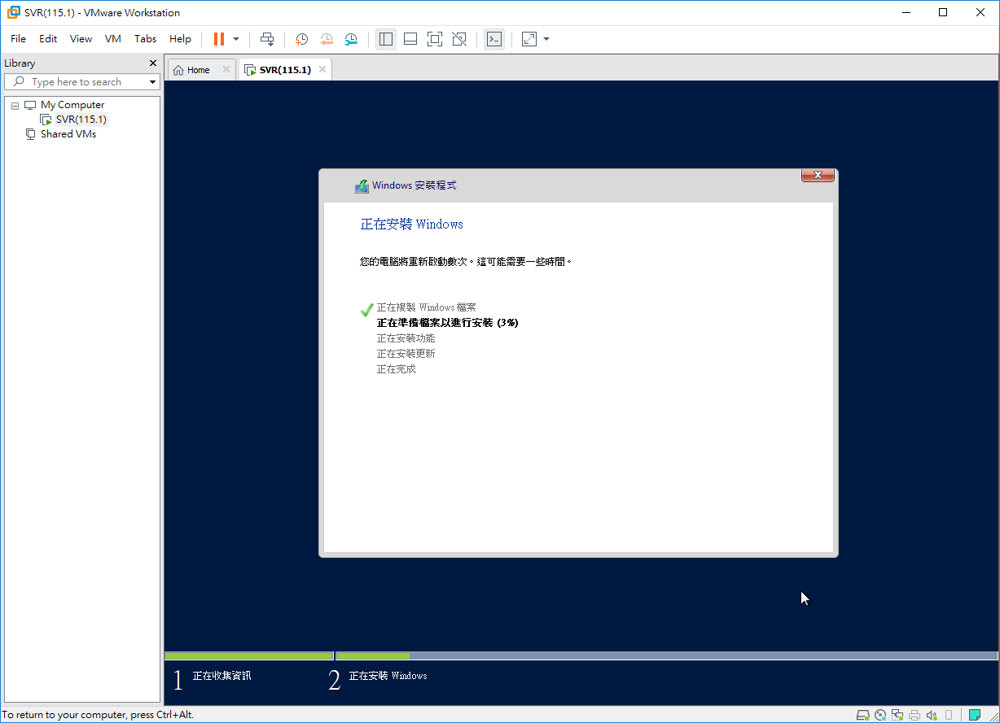 SVR(115.1) - VMware Workstation
File Edit View VM Tabs Help
Library
Type here to search
My Computer
SVR(115.1)
Shared VMs
Home
SVR(115.1)
Windows 安裝程式
正在安裝 Windows
您的電腦將重新啟動數次。這可能需要一些時間。
正在複製 Windows 檔案
正在準備檔案以進行安裝 (3%)
正在安裝功能
正在安裝更新
正在完成
1 正在收集資訊
2 正在安裝 Windows
To return to your computer, press Ctrl+Alt.